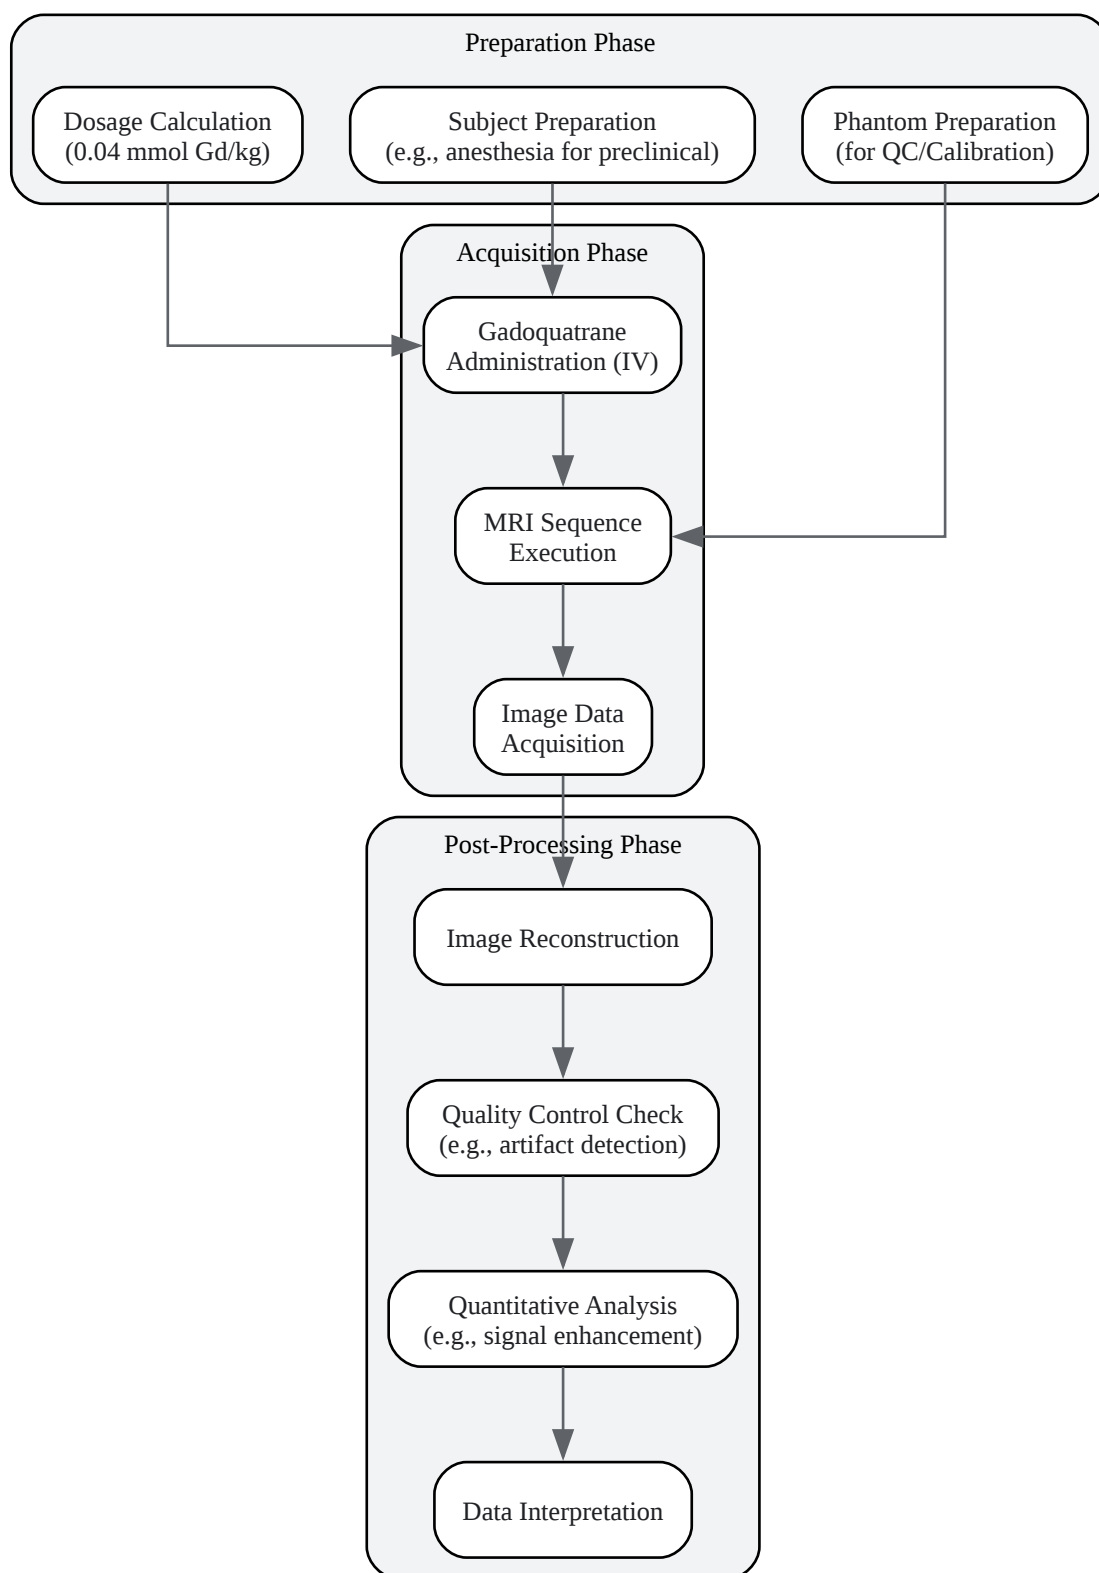 Preparation Phase
Dosage Calculation
(0.04 mmol Gd/kg)
Subject Preparation
(e.g., anesthesia for preclinical)
Phantom Preparation
(for QC/Calibration)
Acquisition Phase
Gadoquatrane
Administration (IV)
MRI Sequence
Execution
Image Data
Acquisition
Post-Processing Phase
Image Reconstruction
Quality Control Check
(e.g., artifact detection)
Quantitative Analysis
(e.g., signal enhancement)
Data Interpretation